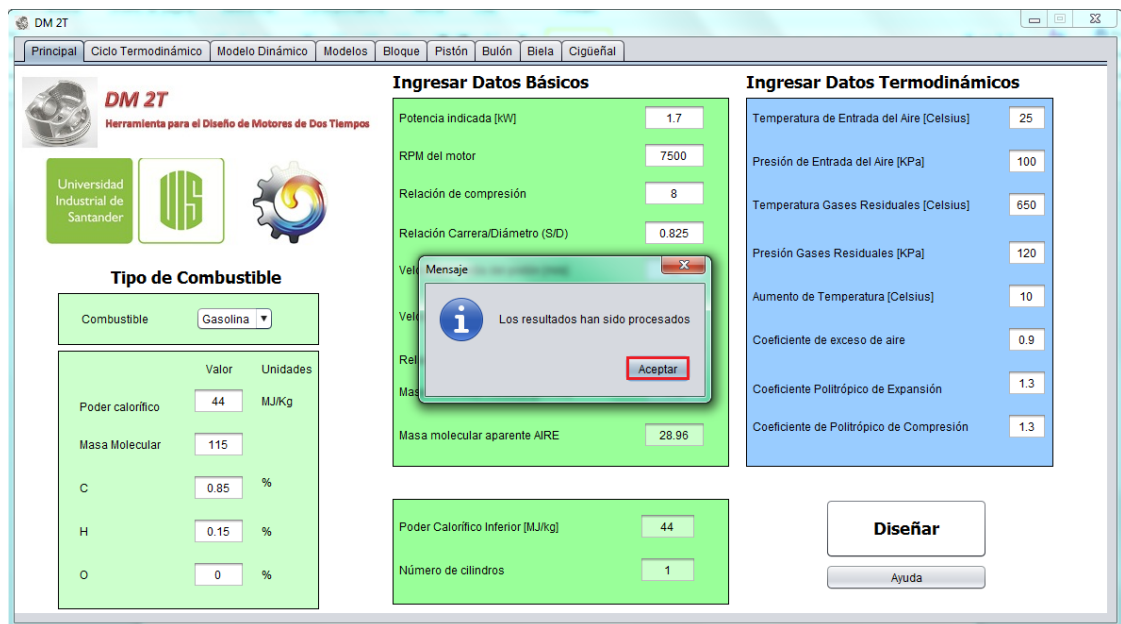 DM 2T
Principal Ciclo Termodinámico Modelo Dinámico Modelos Bloque Pistón Bulón Biela Cigüeñal
DM 2T
Herramienta para el Diseño de Motores de Dos Tiempos
Universidad
Industrial de
Santander
UIS
Tipo de Combustible
Combustible Gasolina
Valor Unidades
Poder calorífico 44 MJ/Kg
Masa Molecular 115
C 0.85 %
H 0.15 %
O 0 %
Ingresar Datos Básicos
Potencia indicada [kW] 1.7
RPM del motor 7500
Relación de compresión 8
Relación Carrera/Diámetro (S/D) 0.825
Mensaje
Los resultados han sido procesados
Aceptar
Masa molecular aparente AIRE 28.96
Poder Calorífico Inferior [MJ/kg] 44
Número de cilindros 1
Ingresar Datos Termodinámicos
Temperatura de Entrada del Aire [Celsius] 25
Presión de Entrada del Aire [KPa] 100
Temperatura Gases Residuales [Celsius] 650
Presión Gases Residuales [KPa] 120
Aumento de Temperatura [Celsius] 10
Coeficiente de exceso de aire 0.9
Coeficiente Politrópico de Expansión 1.3
Coeficiente de Politrópico de Compresión 1.3
Diseñar
Ayuda